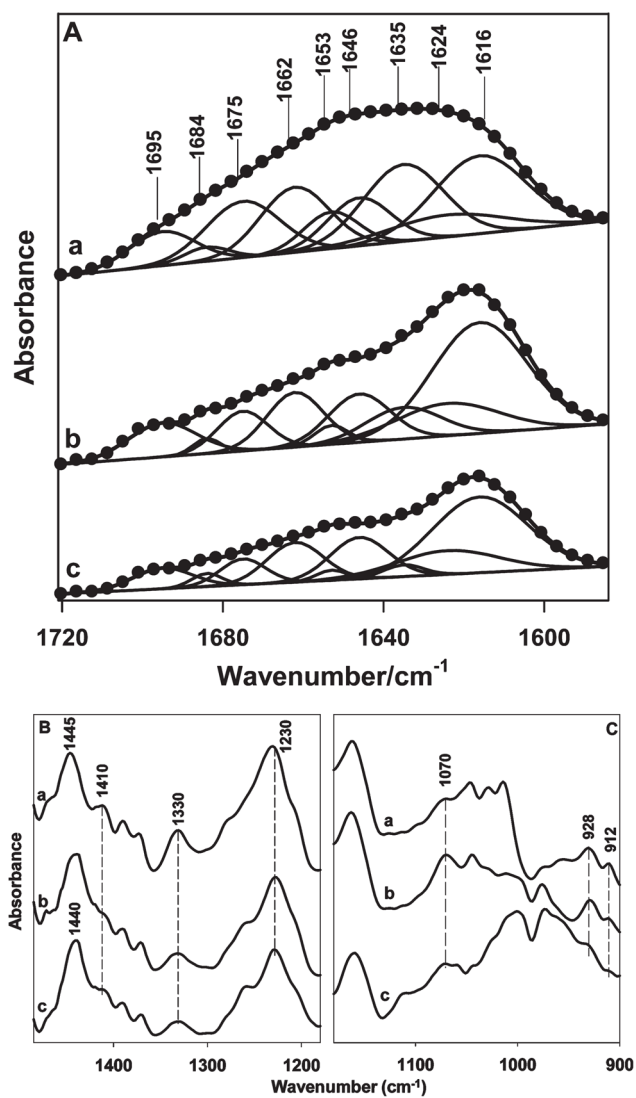 A
1695
1684
1675
1662
1653
1646
1635
1624
1616
a
b
c
Absorbance
1720 1680 1640 1600
Wavenumber/cm-1
B
1445
1410
1330
1230
a
b
1440
c
Absorbance
1400 1300 1200
C
1070
928
912
a
b
c
1100 1000 900
Wavenumber (cm-1)